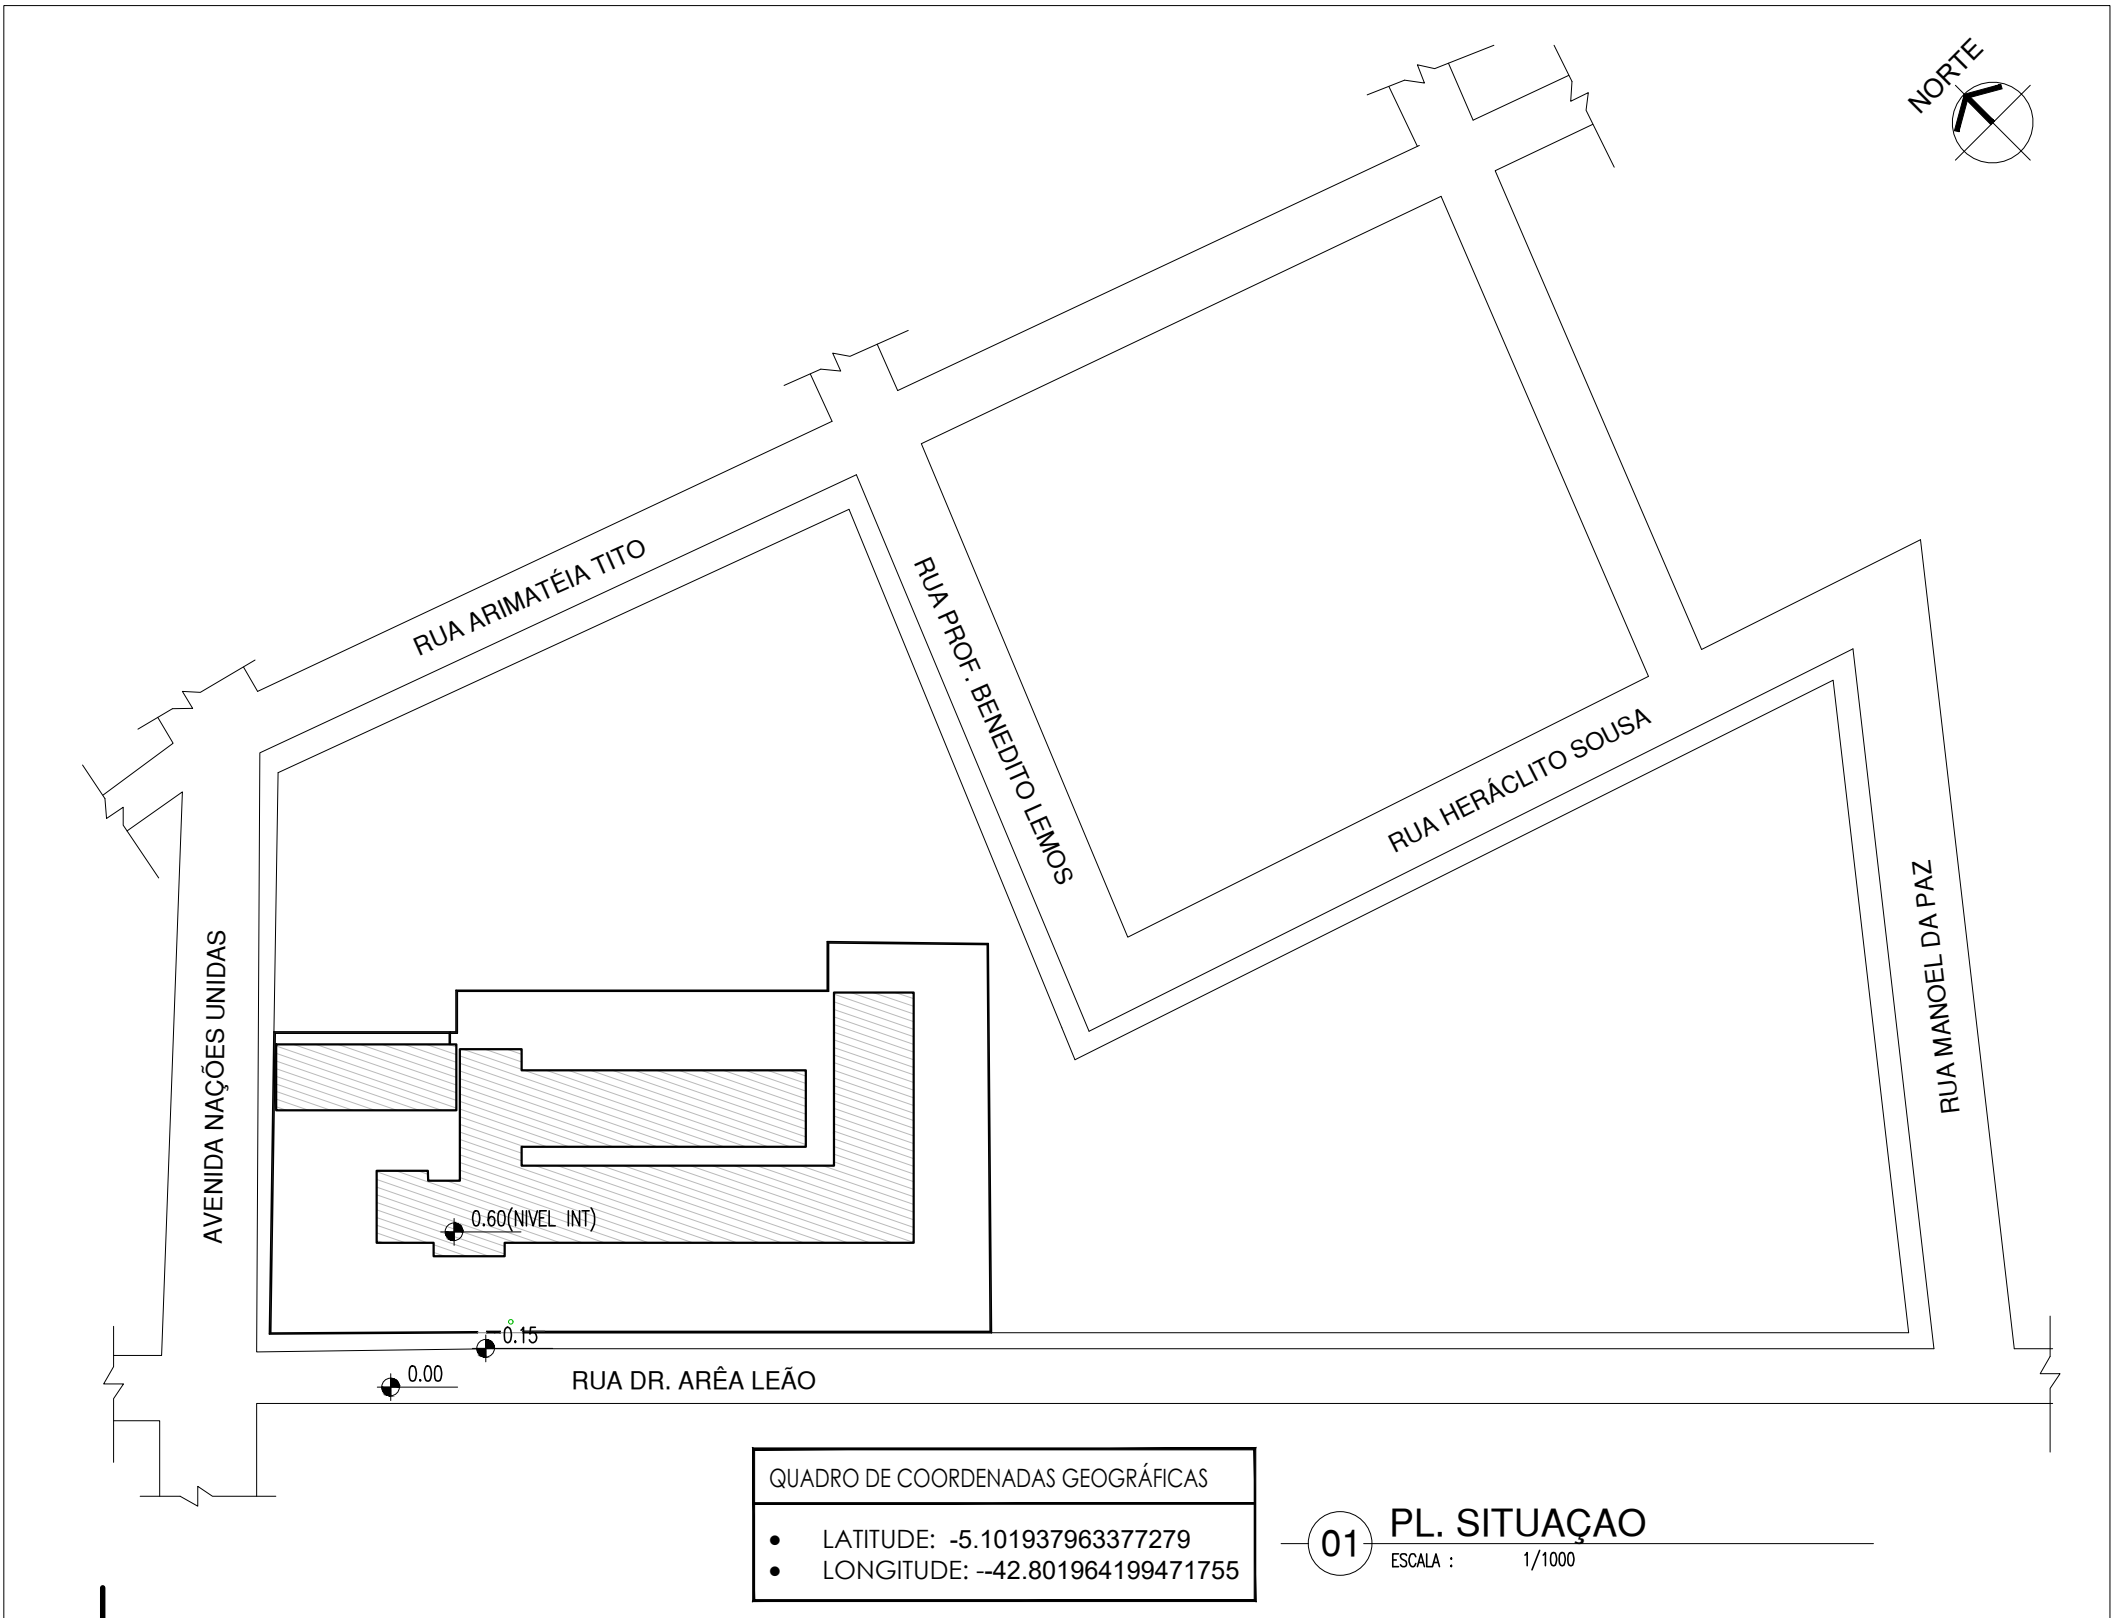 NORTE
RUA ARIMATÉIA TITO
RUA PROF. BENEDITO LEMOS
RUA HERÁCLITO SOUSA
RUA MANOEL DA PAZ
AVENIDA NAÇÕES UNIDAS
0.60(NIVEL INT)
0.15
0.00
RUA DR. ARÊA LEÃO
QUADRO DE COORDENADAS GEOGRÁFICAS
• LATITUDE: -5.101937963377279
• LONGITUDE: --42.801964199471755
01
PL. SITUAÇAO
ESCALA : 1/1000